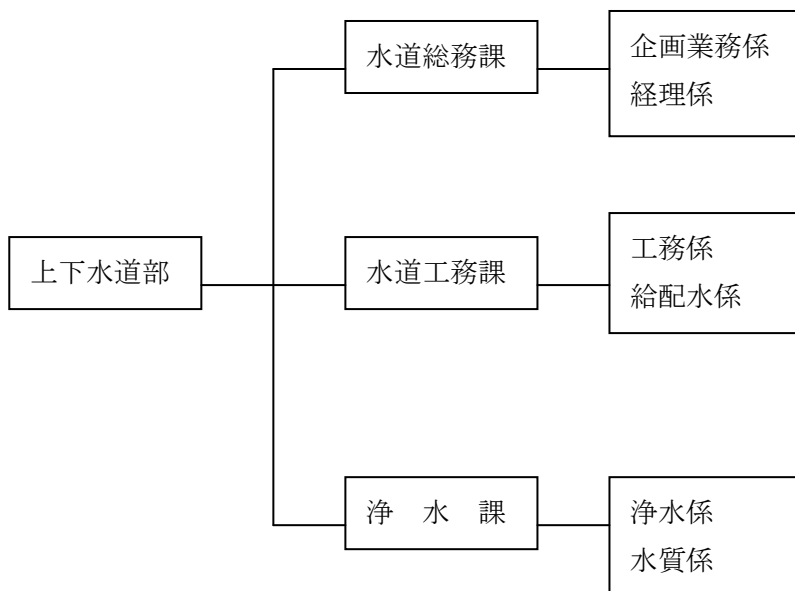 上下水道部
水道総務課
企画業務係
経理係
水道工務課
工務係
給配水係
浄　水　課
浄水係
水質係